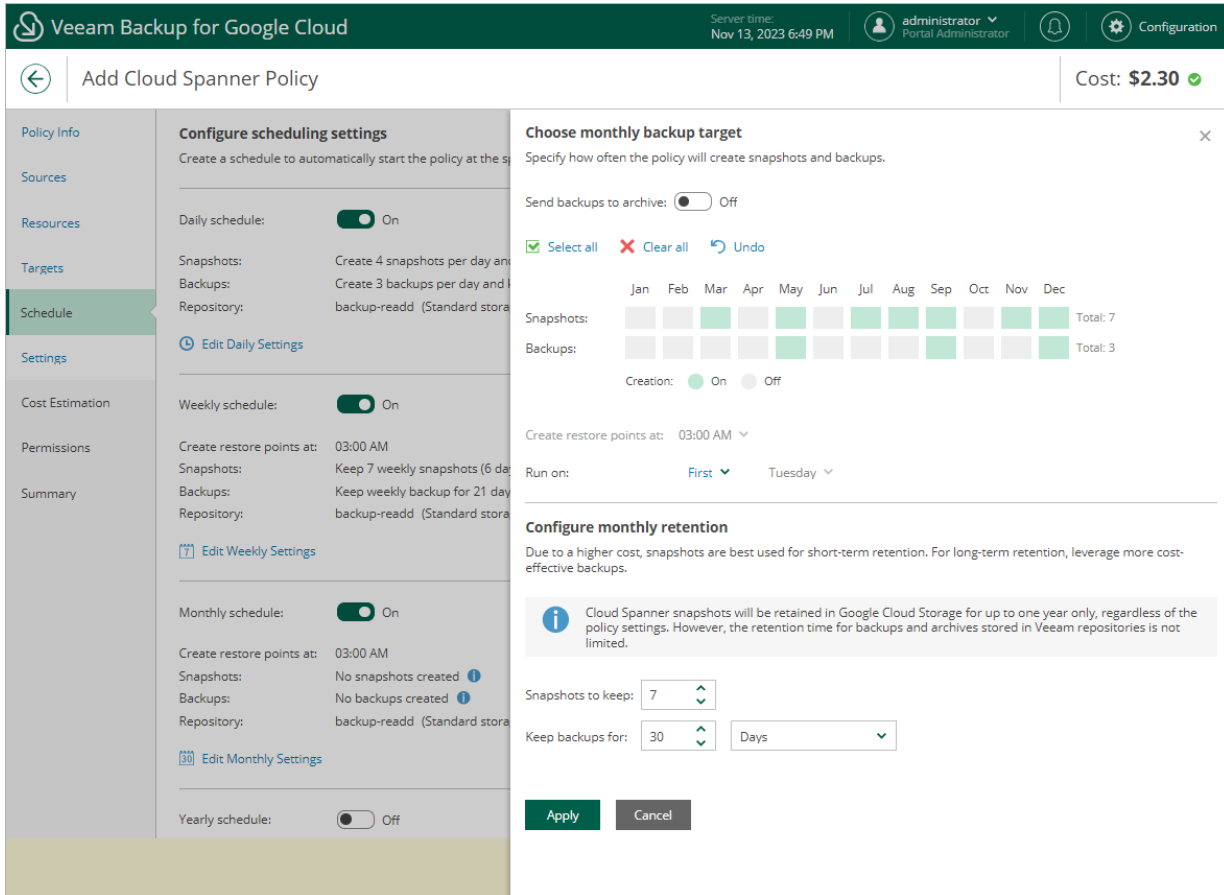 Veeam Backup for Google Cloud
Server time:
Nov 13, 2023 6:49 PM
administrator
Portal Administrator
Configuration
Add Cloud Spanner Policy
Cost: $2.30
Policy Info
Sources
Resources
Targets
Schedule
Settings
Cost Estimation
Permissions
Summary
Configure scheduling settings
Create a schedule to automatically start the policy at the
Daily schedule: On
Snapshots: Create 4 snapshots per day and
Backups: Create 3 backups per day and
Repository: backup-readd (Standard stora
Edit Daily Settings
Weekly schedule: On
Create restore points at: 03:00 AM
Snapshots: Keep 7 weekly snapshots (6 da
Backups: Keep weekly backup for 21 day
Repository: backup-readd (Standard stora
7 Edit Weekly Settings
Monthly schedule: On
Create restore points at: 03:00 AM
Snapshots: No snapshots created
Backups: No backups created
Repository: backup-readd (Standard stora
30 Edit Monthly Settings
Yearly schedule: Off
Choose monthly backup target
Specify how often the policy will create snapshots and backups.
Send backups to archive: Off
Select all Clear all Undo
Jan Feb Mar Apr May Jun Jul Aug Sep Oct Nov Dec
Snapshots: Total: 7
Backups: Total: 3
Creation: On Off
Create restore points at: 03:00 AM
Run on: First Tuesday
Configure monthly retention
Due to a higher cost, snapshots are best used for short-term retention. For long-term retention, leverage more cost-
effective backups.
Cloud Spanner snapshots will be retained in Google Cloud Storage for up to one year only, regardless of the
policy settings. However, the retention time for backups and archives stored in Veeam repositories is not
limited.
Snapshots to keep: 7
Keep backups for: 30 Days
Apply Cancel